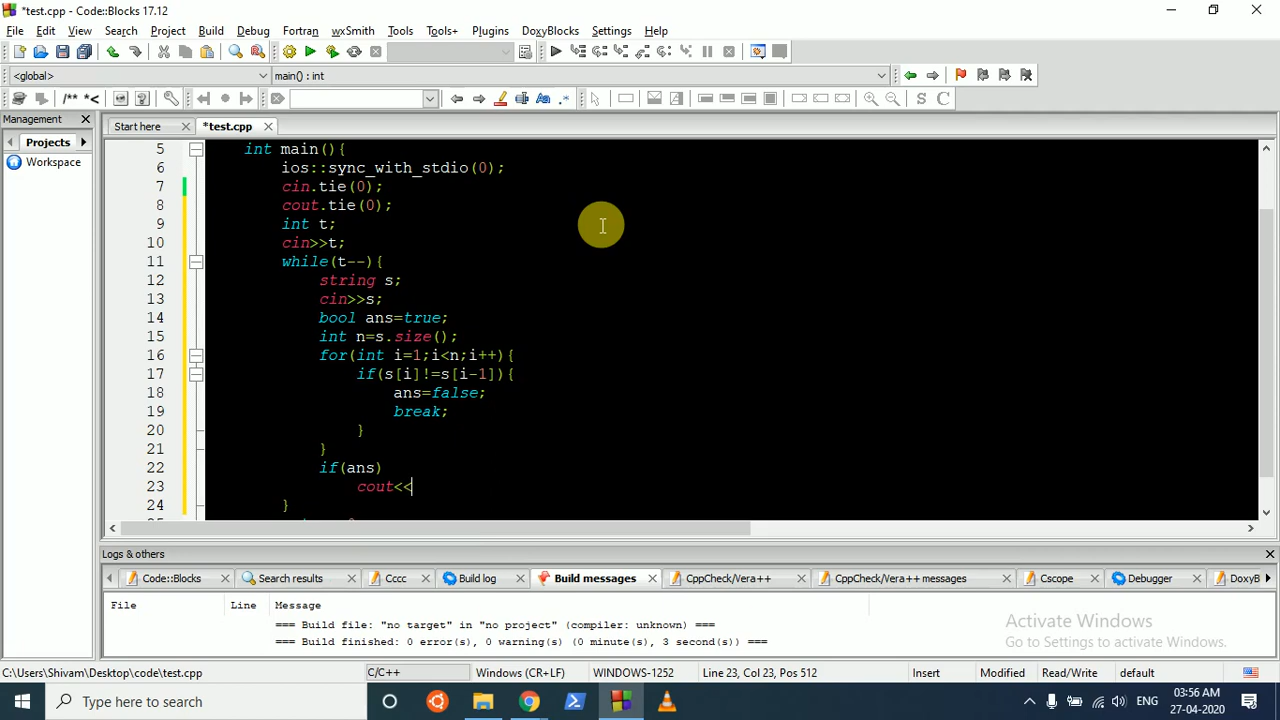 *test.cpp - Code::Blocks 17.12
File Edit View Search Project Build Debug Fortran wxSmith Tools Tools+ Plugins DoxyBlocks Settings Help
<global> main() : int
/** *< S C
Management Start here *test.cpp
Projects
Workspace
5 int main(){
6 ios::sync_with_stdio(0);
7 cin.tie(0);
8 cout.tie(0);
9 int t;
10 cin>>t;
11 while(t--){
12 string s;
13 cin>>s;
14 bool ans=true;
15 int n=s.size();
16 for(int i=1;i<n;i++){
17 if(s[i]!=s[i-1]){
18 ans=false;
19 break;
20 }
21 }
22 if(ans)
23 cout<<
24 }
Logs & others
Code::Blocks Search results Cccc Build log Build messages CppCheck/Vera++ CppCheck/Vera++ messages Cscope Debugger DoxyB
File Line Message
=== Build file: "no target" in "no project" (compiler: unknown) ===
=== Build finished: 0 error(s), 0 warning(s) (0 minute(s), 3 second(s)) ===
Activate Windows
Go to Settings to activate Windows.
C:\Users\Shivam\Desktop\code\test.cpp C/C++ Windows (CR+LF) WINDOWS-1252 Line 23, Col 23, Pos 512 Insert Modified Read/Write default
Type here to search ENG 03:56 AM
27-04-2020